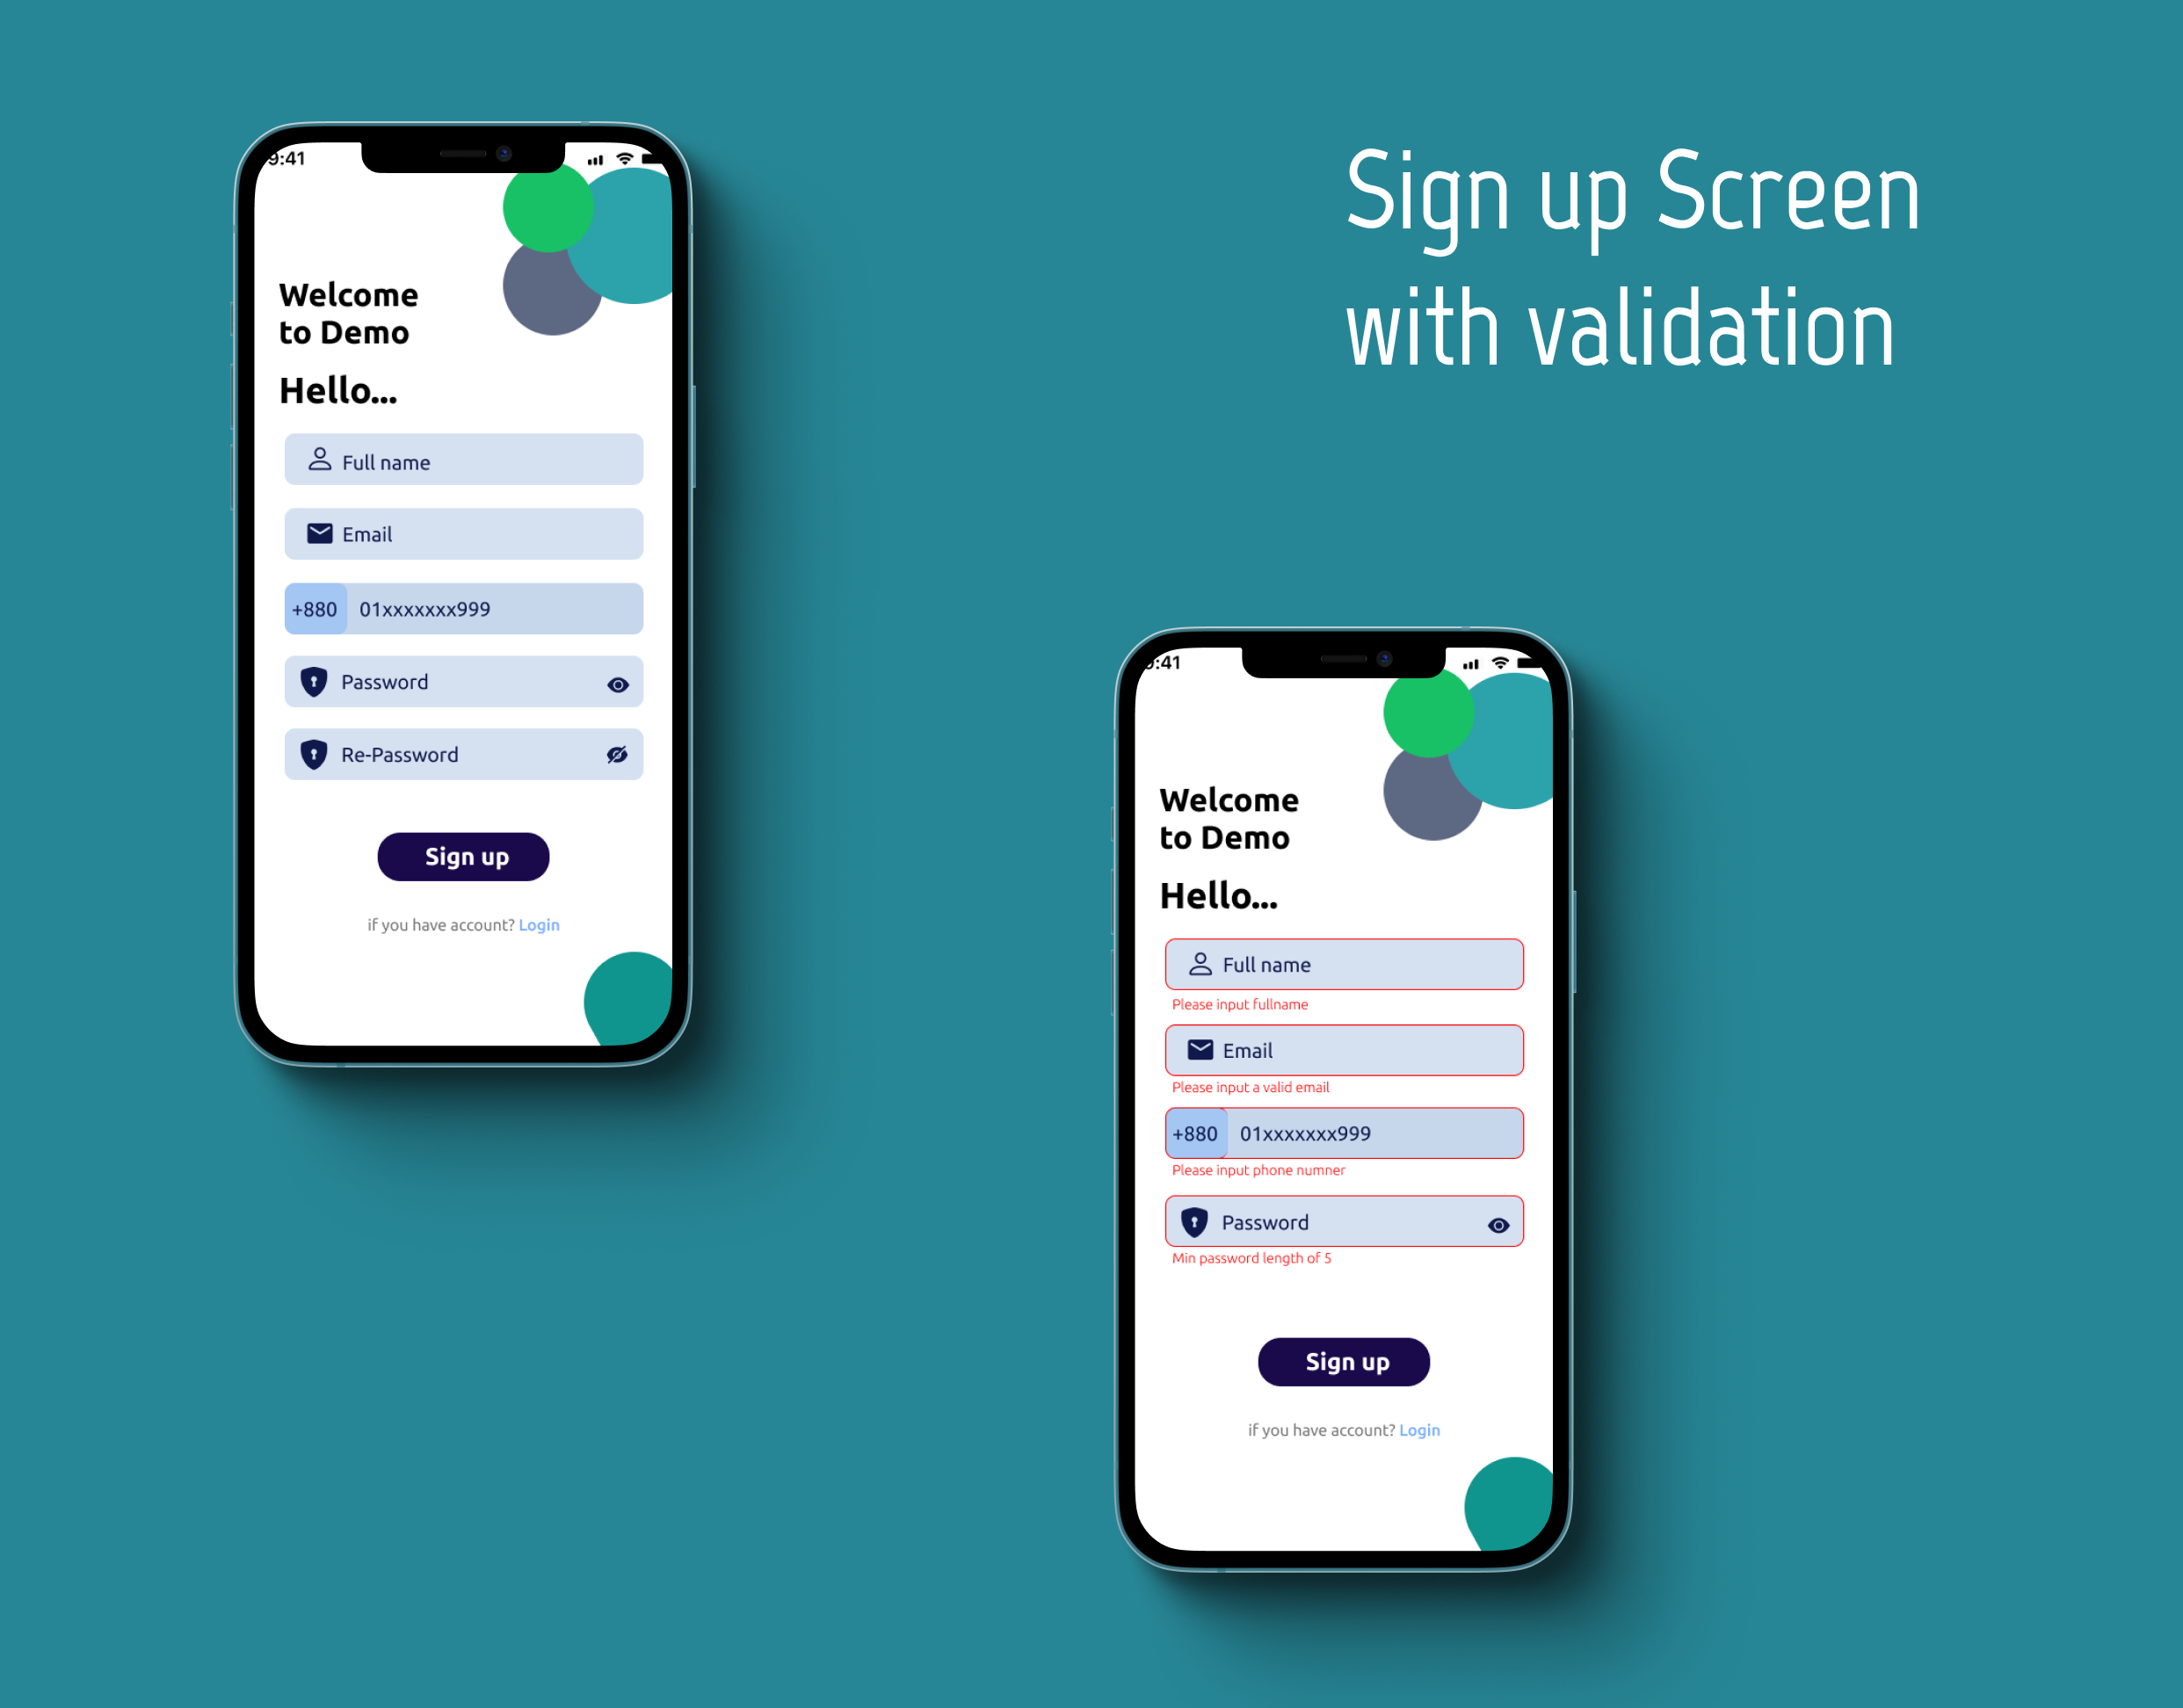 9:41
Welcome
to Demo
Hello...
Full name
Email
+880 01xxxxxxx999
Password
Re-Password
Sign up
if you have account? Login
Sign up Screen
with validation
9:41
Welcome
to Demo
Hello...
Full name
Please input fullname
Email
Please input a valid email
+880 01xxxxxxx999
Please input phone numner
Password
Min password length of 5
Sign up
if you have account? Login